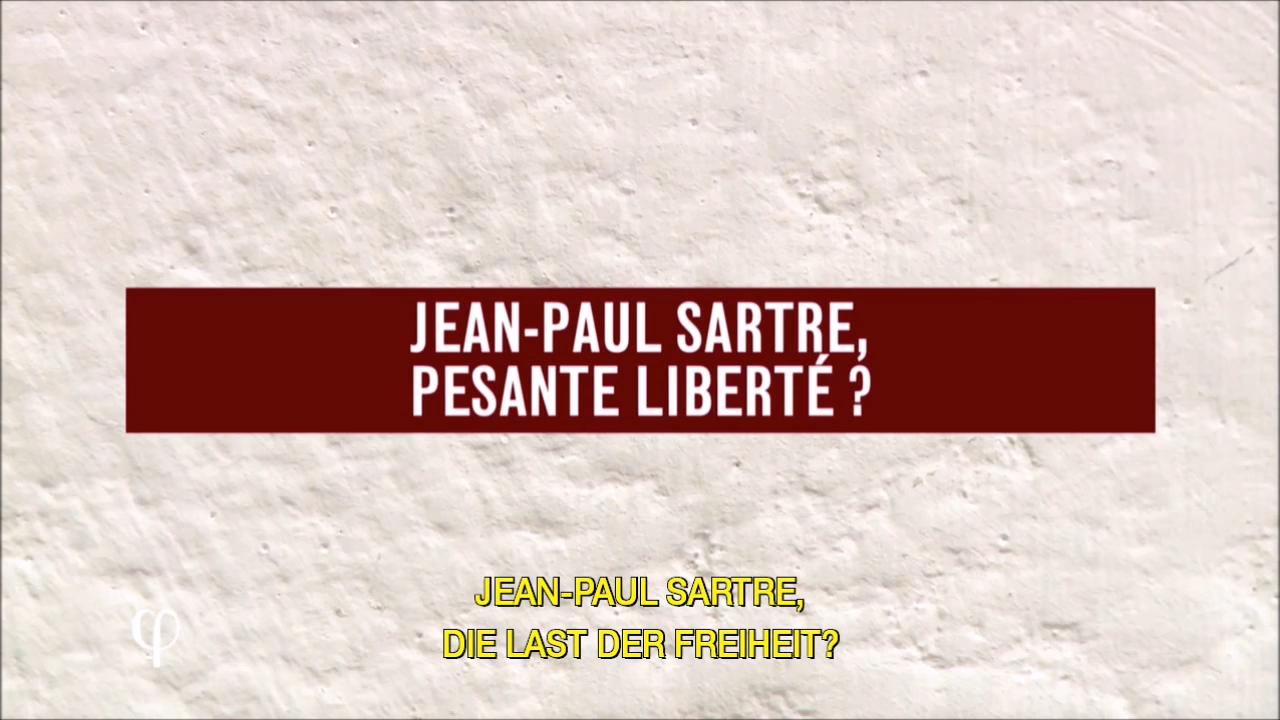 JEAN-PAUL SARTRE,
PESANTE LIBERTÉ ?
φ
JEAN-PAUL SARTRE,
DIE LAST DER FREIHEIT?